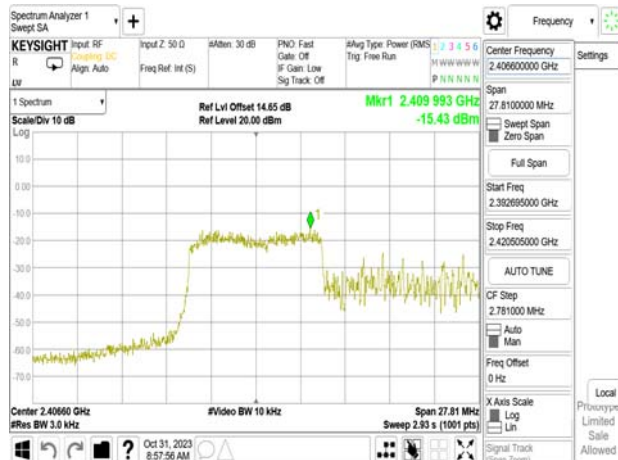 Spectrum Analyzer 1
Swept SA
KEYSIGHT
R
Input: RF
Coupling: DC
Align: Auto
Input Z: 50 Ω
Freq Ref: Int (S)
#Atten: 30 dB
PNO: Fast
Gate: Off
IF Gain: Low
Sig Track: Off
#Avg Type: Power (RMS
Trig: Free Run
1 2 3 4 5 6
M W W W W W
P N N N N N
1 Spectrum
Scale/Div 10 dB
Ref Lvl Offset 14.65 dB
Ref Level 20.00 dBm
Mkr1 2.409 993 GHz
-15.43 dBm
Log
10.0
0.00
-10.0
-20.0
-30.0
-40.0
-50.0
-60.0
-70.0
1
Center 2.40660 GHz
#Res BW 3.0 kHz
#Video BW 10 kHz
Span 27.81 MHz
Sweep 2.93 s (1001 pts)
Oct 31, 2023
8:57:56 AM
Frequency
Settings
Center Frequency
2.406600000 GHz
Span
27.8100000 MHz
Swept Span
Zero Span
Full Span
Start Freq
2.392695000 GHz
Stop Freq
2.420505000 GHz
AUTO TUNE
CF Step
2.781000 MHz
Auto
Man
Freq Offset
0 Hz
X Axis Scale
Log
Lin
Signal Track
Local
Prototype
Limited
Sale
Allowed